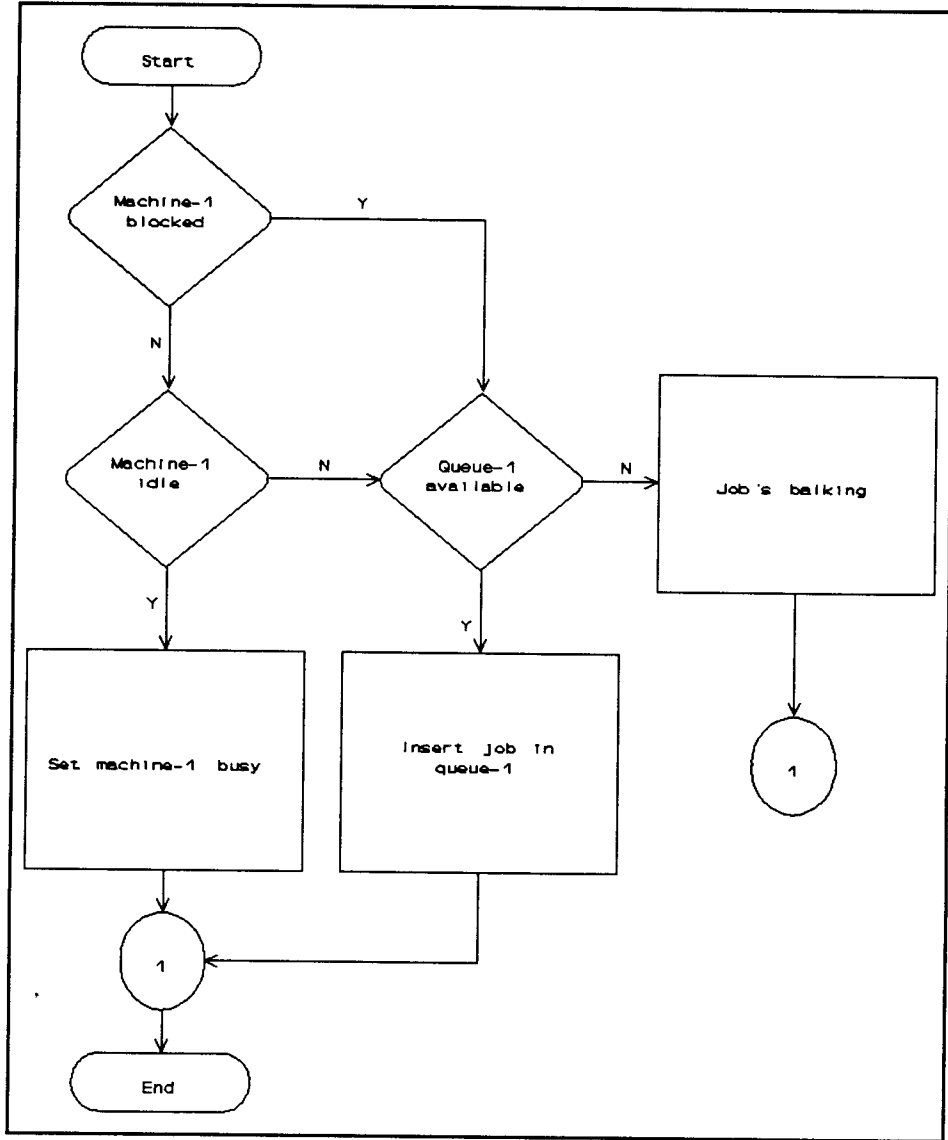 Start
Machine-1
blocked
Y
N
Machine-1
idle
N
Queue-1
available
N
Job's balking
Y
Y
Set machine-1 busy
Insert job in
queue-1
1
1
End